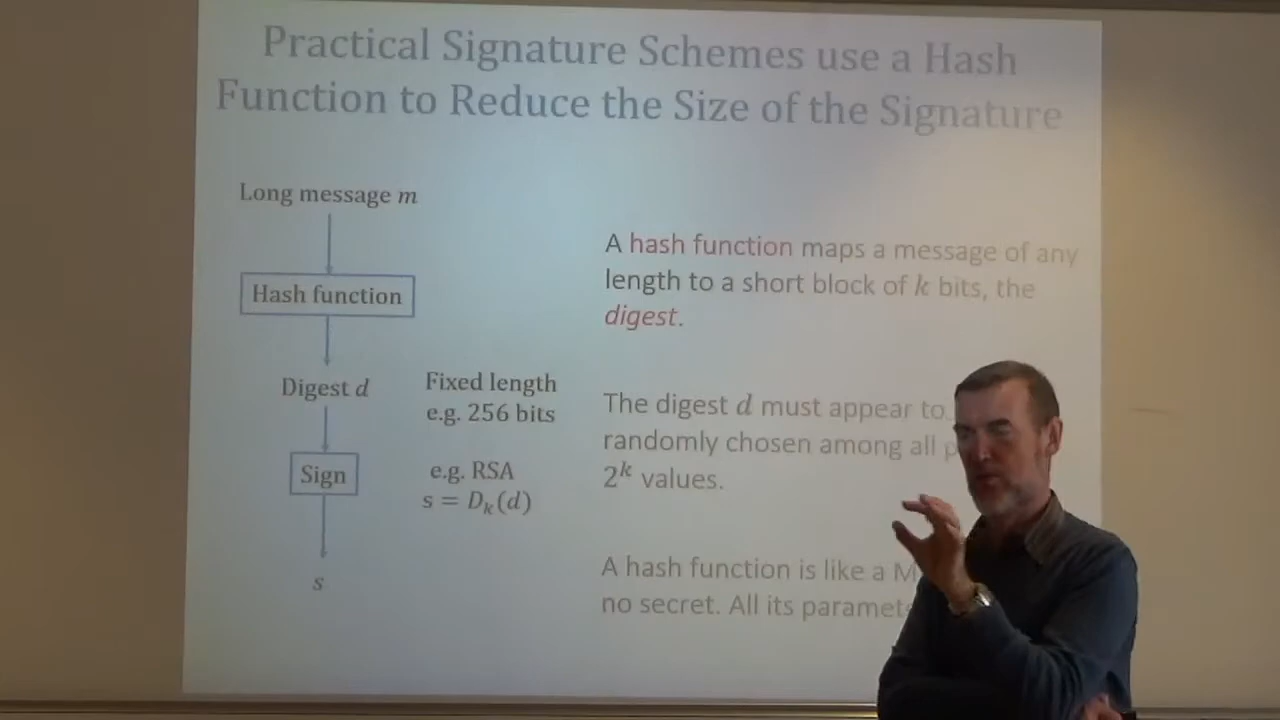 Practical Signature Schemes use a Hash
Function to Reduce the Size of the Signature
Long message m
Hash function
Digest d
Fixed length
e.g. 256 bits
Sign
e.g. RSA
s = Dₖ(d)
s
A hash function maps a message of any
length to a short block of k bits, the
digest.
The digest d must appear to
randomly chosen among all
2ᵏ values.
A hash function is like a
no secret. All its